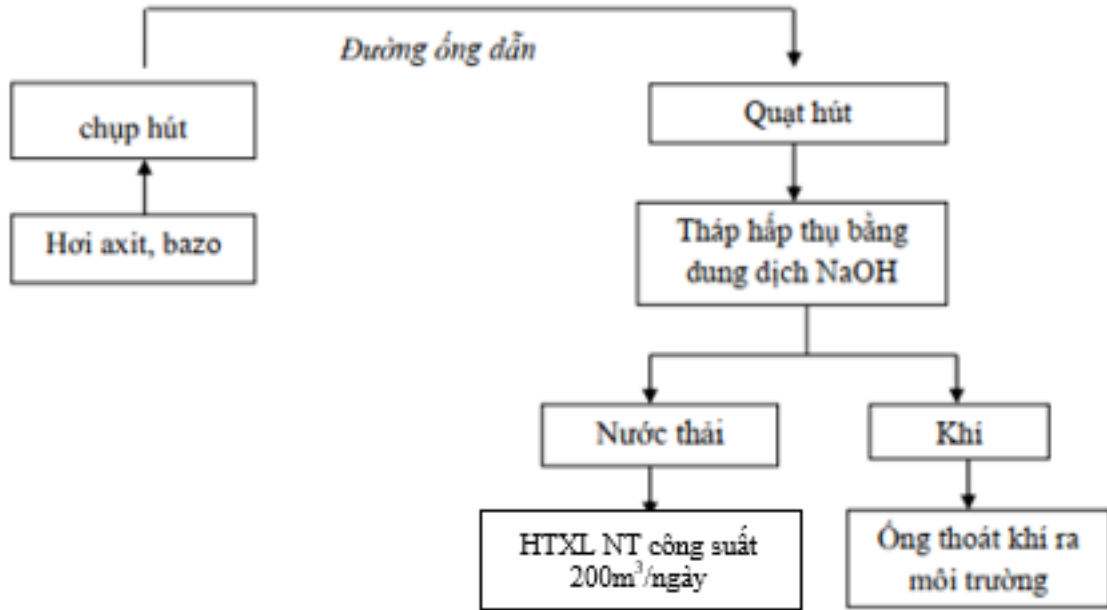 Đường ống dẫn
chụp hút
Quạt hút
Hơi axit, bazo
Tháp hấp thụ bằng
dung dịch NaOH
Nước thải
Khí
HTXL NT công suất
200m³/ngày
Ống thoát khí ra
môi trường